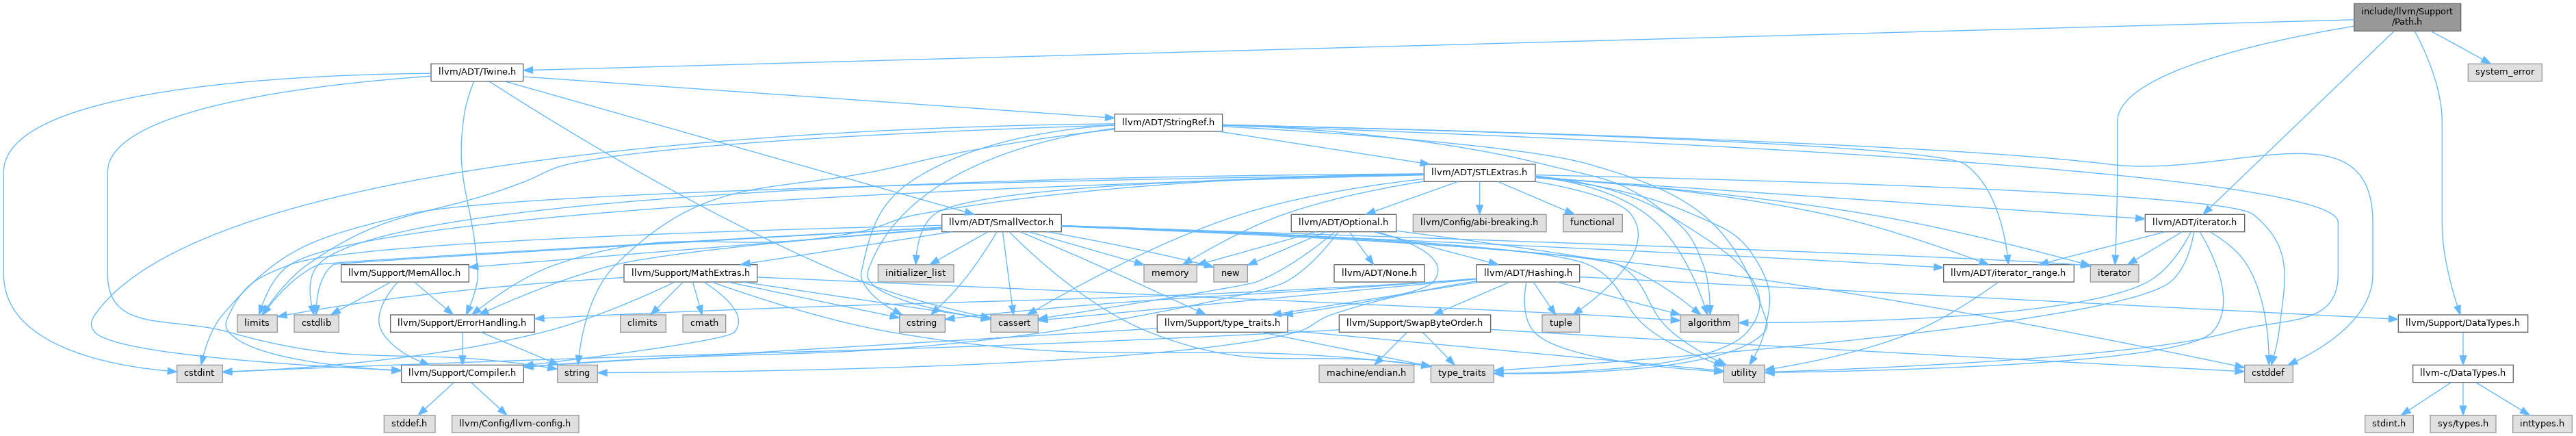 include/llvm/Support
/Path.h
llvm/ADT/Twine.h
system_error
llvm/ADT/StringRef.h
llvm/ADT/STLExtras.h
llvm/ADT/SmallVector.h
llvm/ADT/Optional.h
llvm/Config/abi-breaking.h
functional
llvm/ADT/iterator.h
llvm/Support/MemAlloc.h
llvm/Support/MathExtras.h
initializer_list
memory
new
llvm/ADT/None.h
llvm/ADT/Hashing.h
llvm/ADT/iterator_range.h
iterator
limits
cstdlib
llvm/Support/ErrorHandling.h
climits
cmath
cstring
cassert
llvm/Support/type_traits.h
llvm/Support/SwapByteOrder.h
tuple
algorithm
llvm/Support/DataTypes.h
cstdint
llvm/Support/Compiler.h
string
machine/endian.h
type_traits
utility
cstddef
llvm-c/DataTypes.h
stddef.h
llvm/Config/llvm-config.h
stdint.h
sys/types.h
inttypes.h